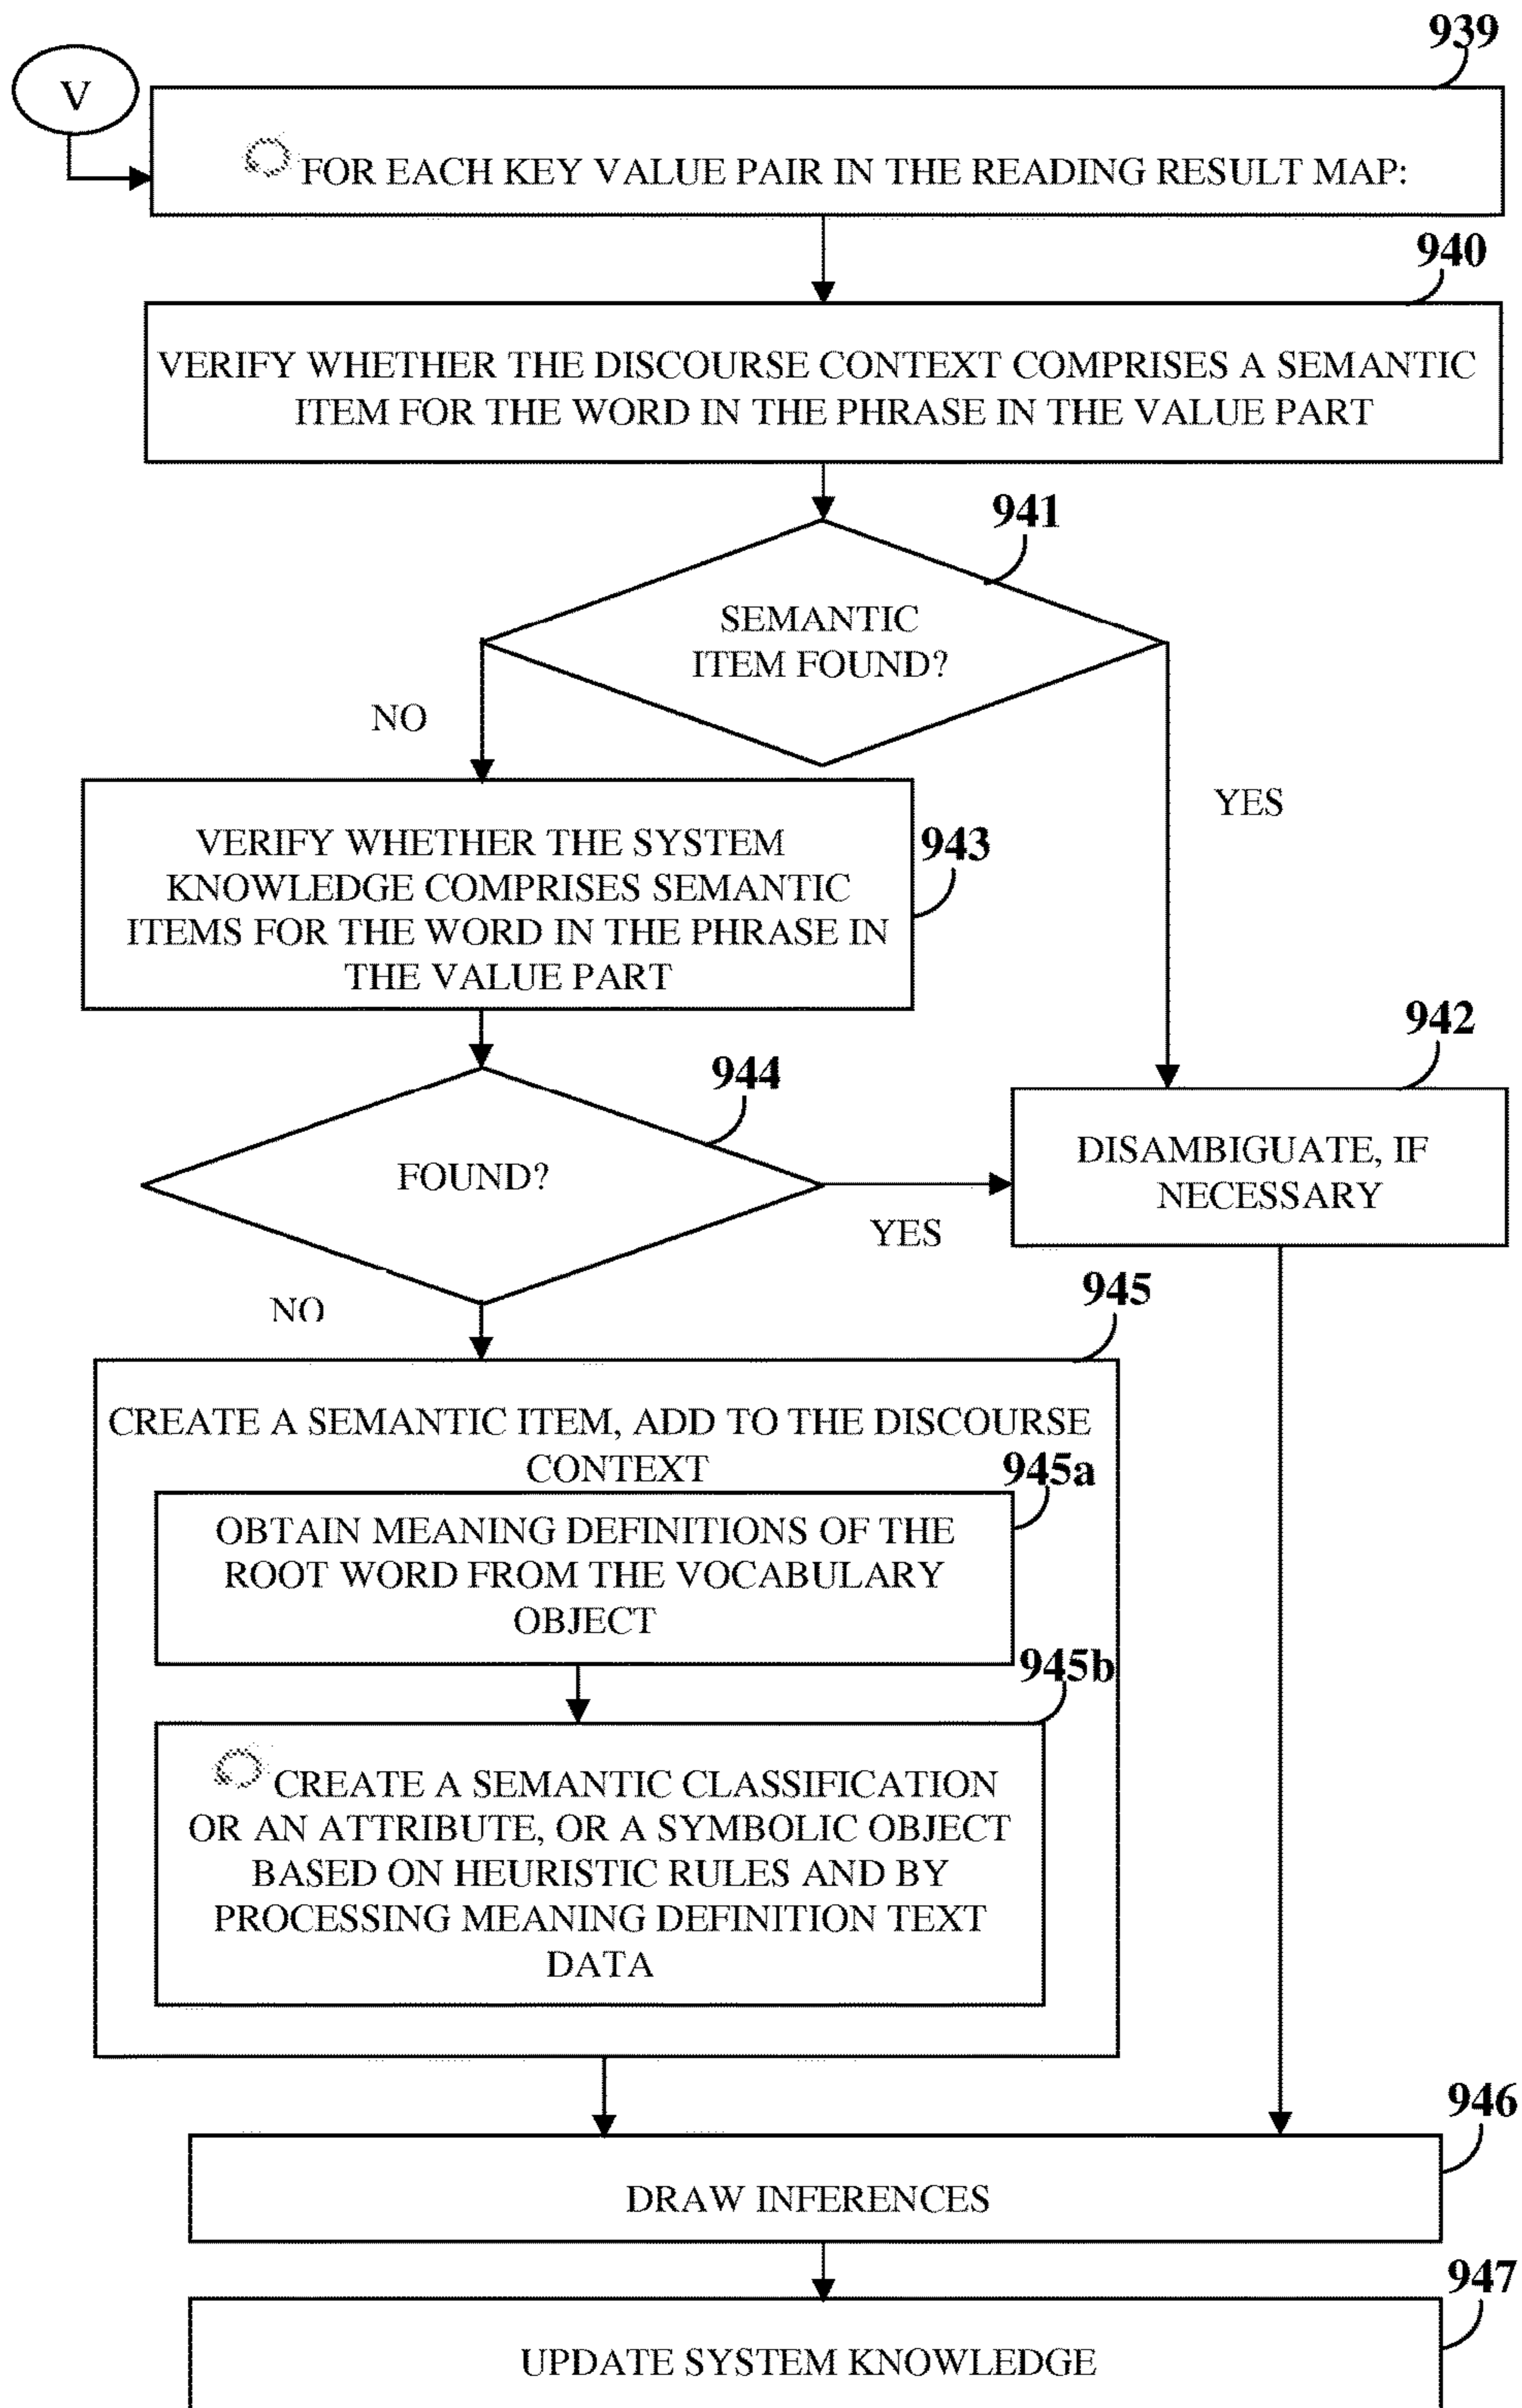 939
V
FOR EACH KEY VALUE PAIR IN THE READING RESULT MAP:
940
VERIFY WHETHER THE DISCOURSE CONTEXT COMPRISES A SEMANTIC
ITEM FOR THE WORD IN THE PHRASE IN THE VALUE PART
941
SEMANTIC
ITEM FOUND?
NO
YES
VERIFY WHETHER THE SYSTEM
KNOWLEDGE COMPRISES SEMANTIC
ITEMS FOR THE WORD IN THE PHRASE IN
THE VALUE PART
943
942
944
FOUND?
YES
DISAMBIGUATE, IF
NECESSARY
NO
945
CREATE A SEMANTIC ITEM, ADD TO THE DISCOURSE
CONTEXT
945a
OBTAIN MEANING DEFINITIONS OF THE
ROOT WORD FROM THE VOCABULARY
OBJECT
945b
CREATE A SEMANTIC CLASSIFICATION
OR AN ATTRIBUTE, OR A SYMBOLIC OBJECT
BASED ON HEURISTIC RULES AND BY
PROCESSING MEANING DEFINITION TEXT
DATA
946
DRAW INFERENCES
947
UPDATE SYSTEM KNOWLEDGE